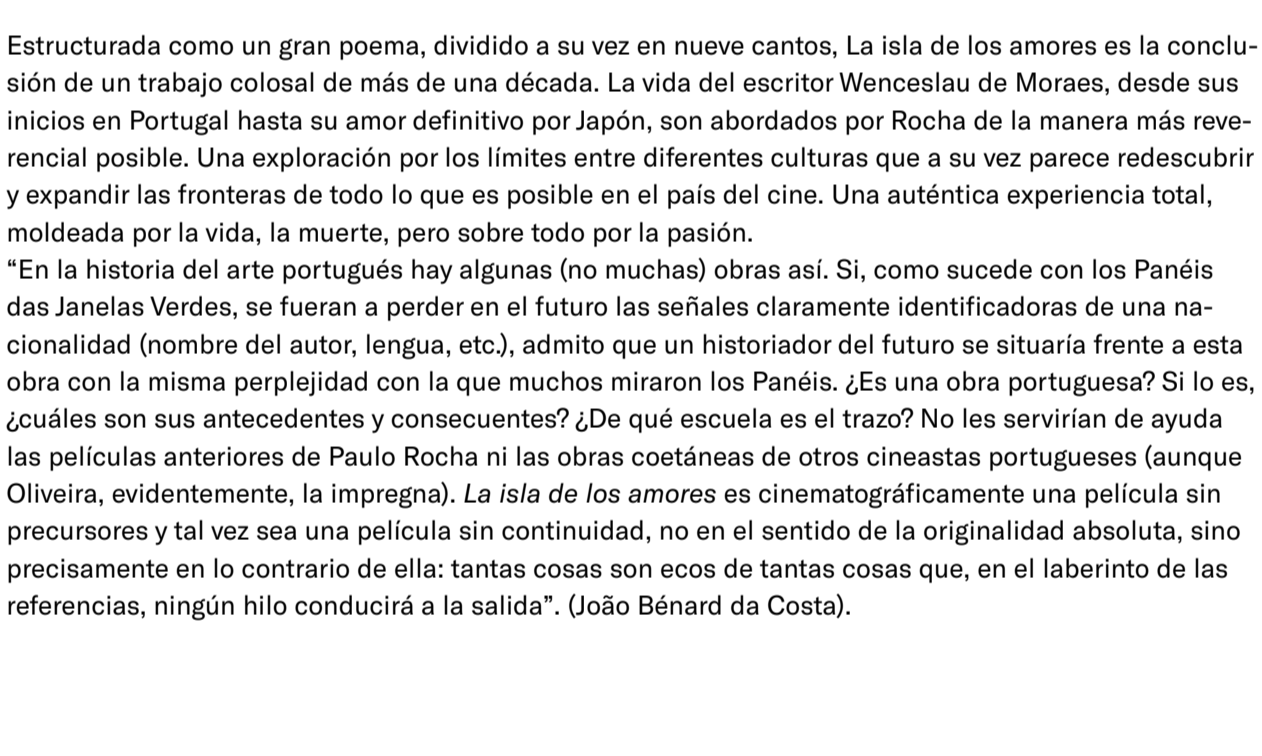 Estructurada como un gran poema, dividido a su vez en nueve cantos, La isla de los amores es la conclu-
sión de un trabajo colosal de más de una década. La vida del escritor Wenceslau de Moraes, desde sus
inicios en Portugal hasta su amor definitivo por Japón, son abordados por Rocha de la manera más reve-
rencial posible. Una exploración por los límites entre diferentes culturas que a su vez parece redescubrir
y expandir las fronteras de todo lo que es posible en el país del cine. Una auténtica experiencia total,
moldeada por la vida, la muerte, pero sobre todo por la pasión.
“En la historia del arte portugués hay algunas (no muchas) obras así. Si, como sucede con los Panéis
das Janelas Verdes, se fueran a perder en el futuro las señales claramente identificadoras de una na-
cionalidad (nombre del autor, lengua, etc.), admito que un historiador del futuro se situaría frente a esta
obra con la misma perplejidad con la que muchos miraron los Panéis. ¿Es una obra portuguesa? Si lo es,
¿cuáles son sus antecedentes y consecuentes? ¿De qué escuela es el trazo? No les servirían de ayuda
las películas anteriores de Paulo Rocha ni las obras coetáneas de otros cineastas portugueses (aunque
Oliveira, evidentemente, la impregna). La isla de los amores es cinematográficamente una película sin
precursores y tal vez sea una película sin continuidad, no en el sentido de la originalidad absoluta, sino
precisamente en lo contrario de ella: tantas cosas son ecos de tantas cosas que, en el laberinto de las
referencias, ningún hilo conducirá a la salida”. (João Bénard da Costa).